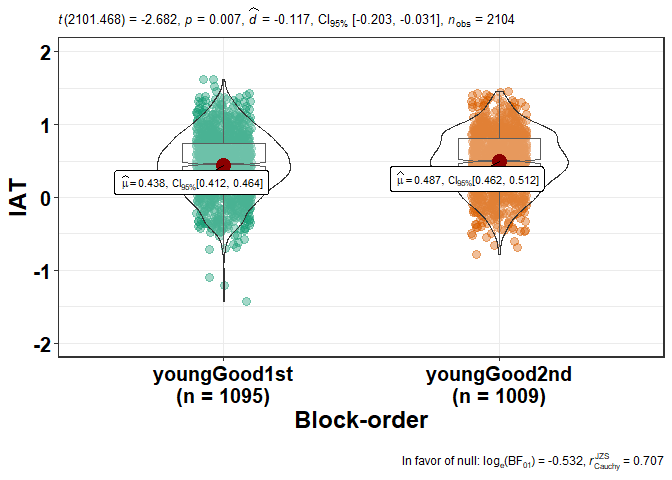 t(2101.468) = -2.682, p = 0.007, d̂ = -0.117, CI95% [-0.203, -0.031], nobs = 2104
2
1
0
-1
-2
IAT
μ̂=0.438, CI95%[0.412, 0.464]
μ̂=0.487, CI95%[0.462, 0.512]
youngGood1st
(n = 1095)
youngGood2nd
(n = 1009)
Block-order
In favor of null: loge(BF01) = -0.532, rJZSCauchy = 0.707